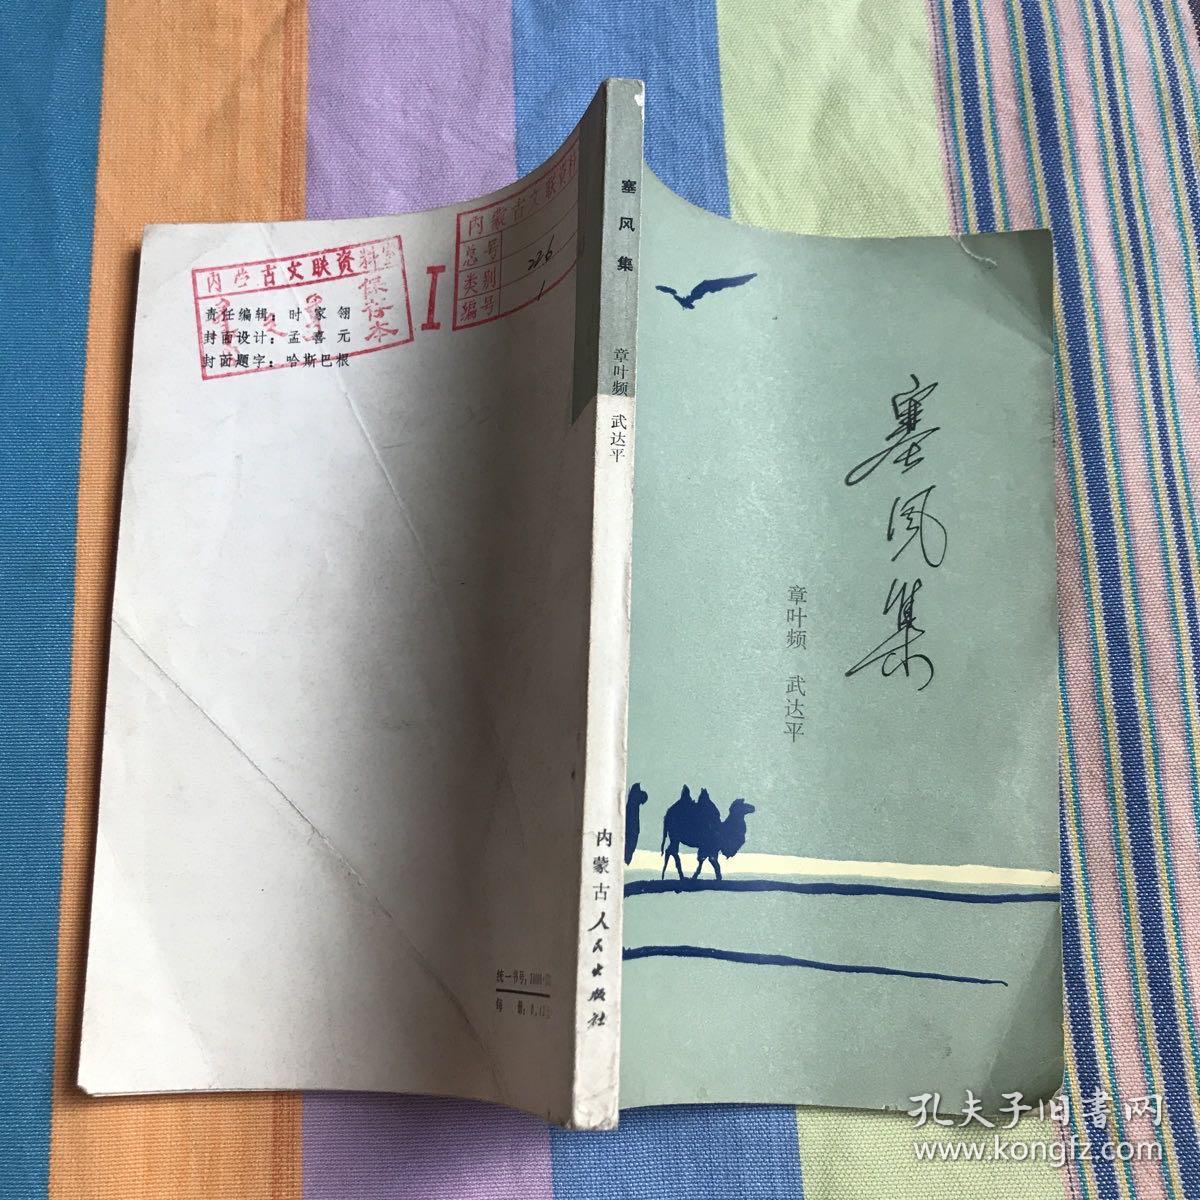 塞风集
章叶频 武达平
塞风集
章叶频 武达平
内蒙古人民出版社
内蒙古文联资料
总号
类别 226
编号 1
I
内蒙古文联资料室
保存本
责任编辑：时家翎
封面设计：孟喜元
封面题字：哈斯巴根
统一书号：
每 册：
孔夫子旧书网
www.kongfz.com